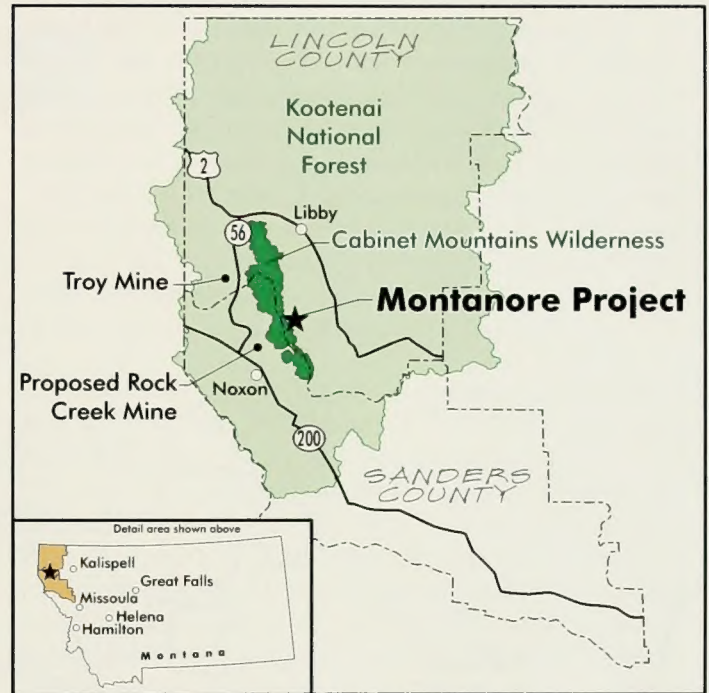 LINCOLN
COUNTY
Kootenai
National
Forest
2
Libby
56
Cabinet Mountains Wilderness
Troy Mine
Montanore Project
Proposed Rock
Creek Mine
Noxon
200
SANDERS
COUNTY
Detail area shown above
Kalispell
Great Falls
Missoula
Helena
Hamilton
Montana